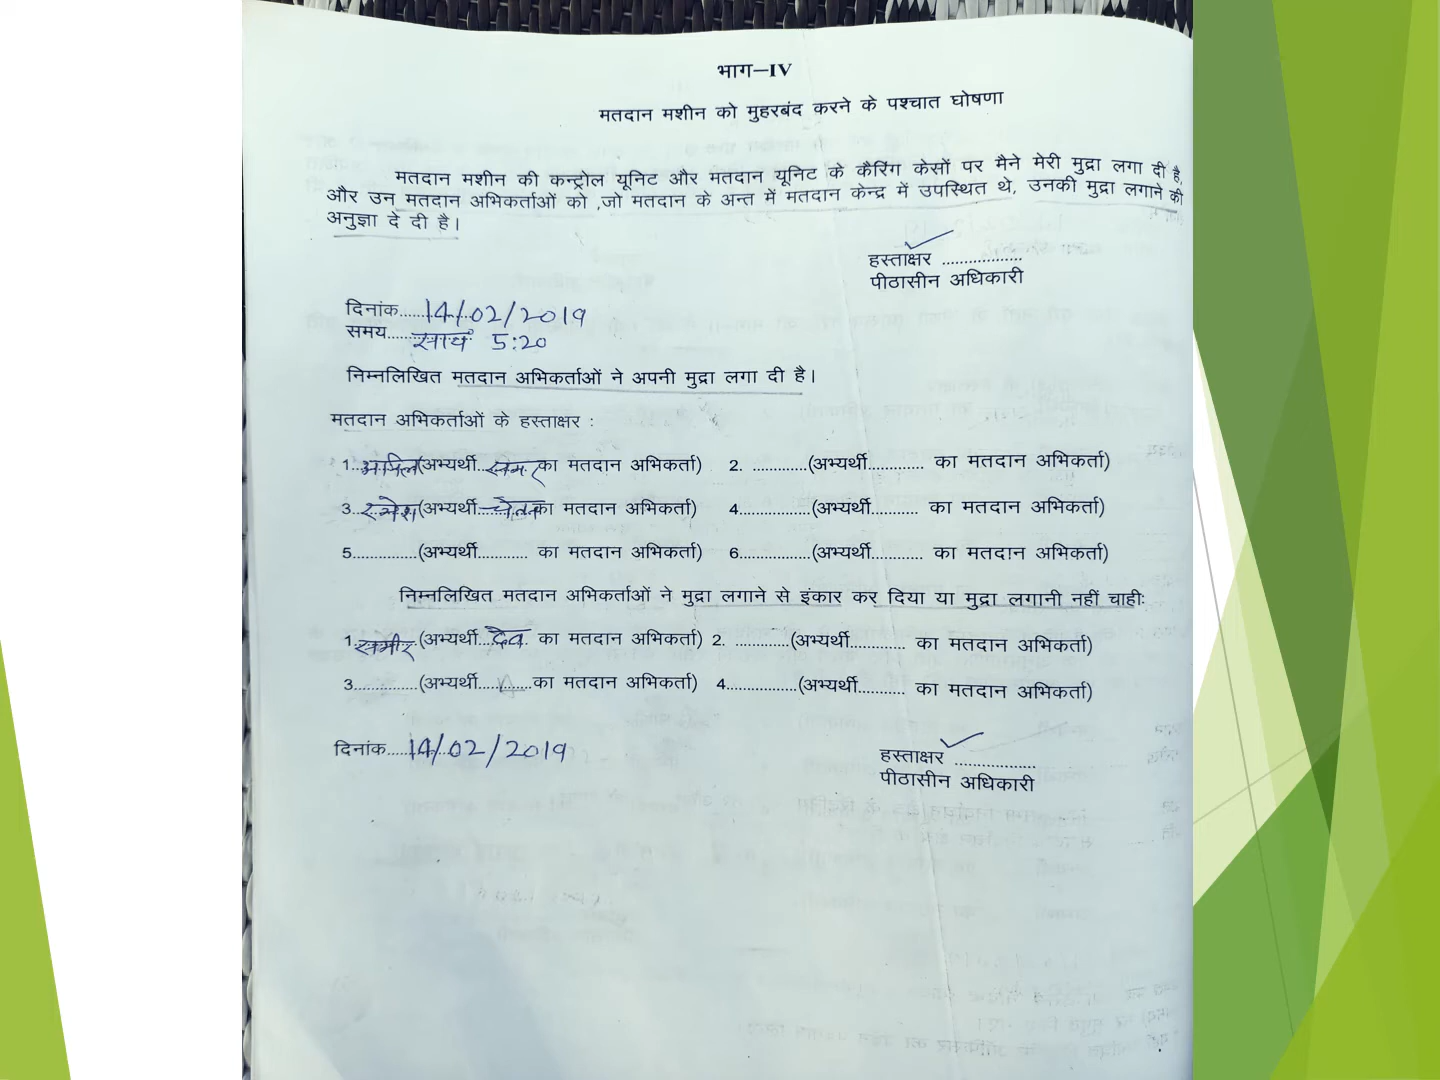 भाग–IV
मतदान मशीन को मुहरबंद करने के पश्चात घोषणा
मतदान मशीन की कन्ट्रोल यूनिट और मतदान यूनिट के कैरिंग केसों पर मैने मेरी मुद्रा लगा दी है,
और उन मतदान अभिकर्ताओं को ,जो मतदान के अन्त में मतदान केन्द्र में उपस्थित थे, उनकी मुद्रा लगाने की
अनुज्ञा दे दी है।
हस्ताक्षर ..................
पीठासीन अधिकारी
दिनांक......14/02/2019
समय...... सायं 5:20
निम्नलिखित मतदान अभिकर्ताओं ने अपनी मुद्रा लगा दी है।
मतदान अभिकर्ताओं के हस्ताक्षर :
1...(अभ्यर्थी... का मतदान अभिकर्ता) 2. .............(अभ्यर्थी............ का मतदान अभिकर्ता)
3...रमेश(अभ्यर्थी...चेतन का मतदान अभिकर्ता) 4.................(अभ्यर्थी.......... का मतदान अभिकर्ता)
5...............(अभ्यर्थी........... का मतदान अभिकर्ता) 6.................(अभ्यर्थी........... का मतदान अभिकर्ता)
निम्नलिखित मतदान अभिकर्ताओं ने मुद्रा लगाने से इंकार कर दिया या मुद्रा लगानी नहीं चाहीः
1.समीर(अभ्यर्थी...देव का मतदान अभिकर्ता) 2. .............(अभ्यर्थी............ का मतदान अभिकर्ता)
3...............(अभ्यर्थी...........का मतदान अभिकर्ता) 4.................(अभ्यर्थी.......... का मतदान अभिकर्ता)
दिनांक......14/02/2019
हस्ताक्षर ..................
पीठासीन अधिकारी